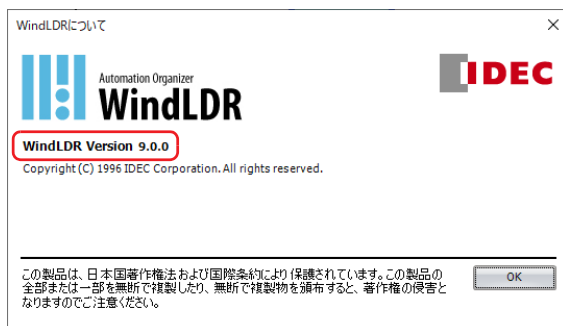 WindLDRについて
Automation Organizer
WindLDR
IDEC
WindLDR Version 9.0.0
Copyright (C) 1996 IDEC Corporation. All rights reserved.
この製品は、日本国著作権法および国際条約により保護されています。この製品の
全部または一部を無断で複製したり、無断で複製物を頒布すると、著作権の侵害と
なりますのでご注意ください。
OK